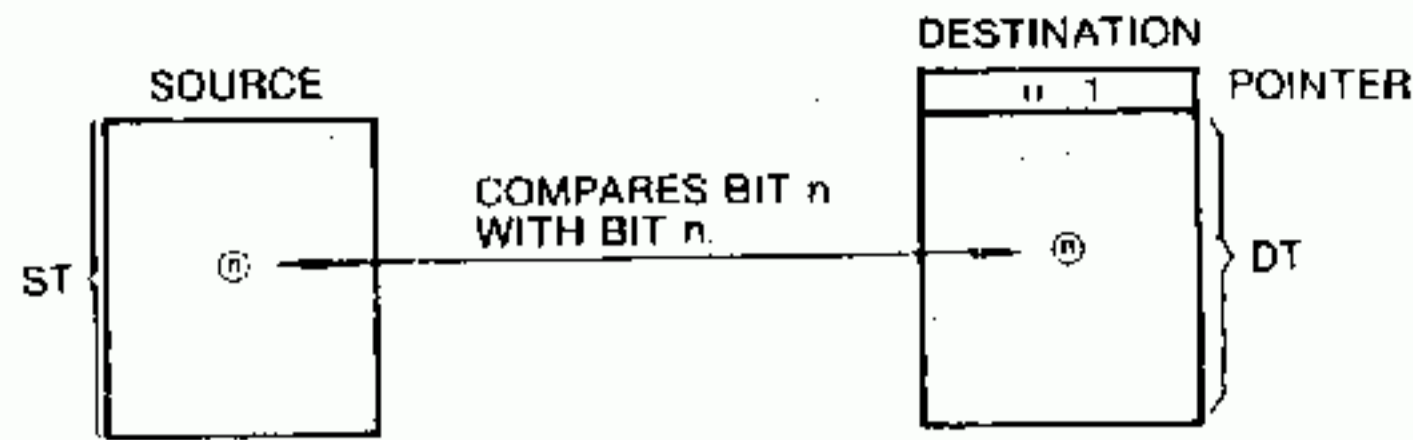 SOURCE
DESTINATION
POINTER
COMPARES BIT n
WITH BIT n.
ST
n
n
DT